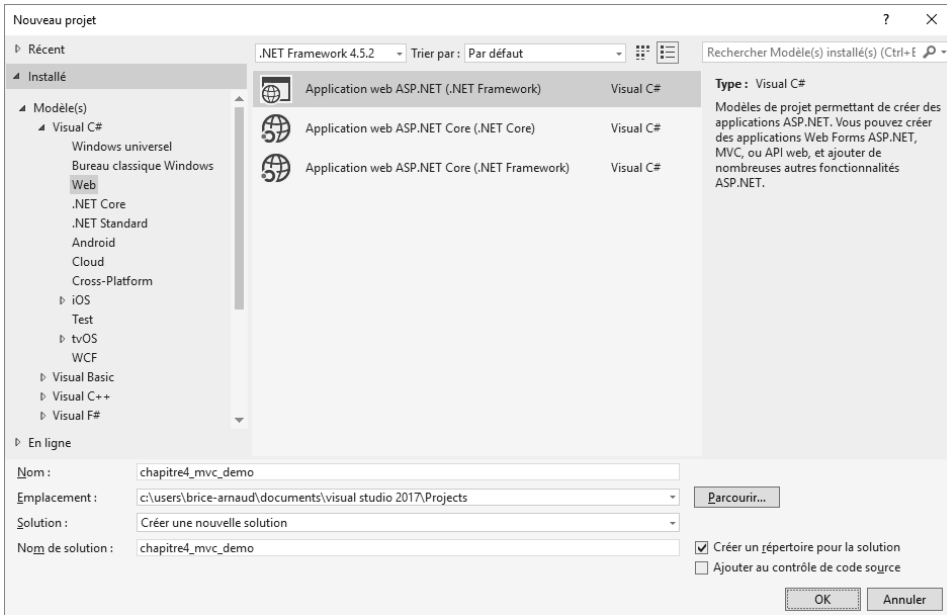 Nouveau projet ? ×
Récent
Installé
Modèle(s)
Visual C#
Windows universel
Bureau classique Windows
Web
.NET Core
.NET Standard
Android
Cloud
Cross-Platform
iOS
Test
tvOS
WCF
Visual Basic
Visual C++
Visual F#
En ligne
.NET Framework 4.5.2 Trier par : Par défaut
Application web ASP.NET (.NET Framework) Visual C#
Application web ASP.NET Core (.NET Core) Visual C#
Application web ASP.NET Core (.NET Framework) Visual C#
Rechercher Modèle(s) installé(s) (Ctrl+E
Type : Visual C#
Modèles de projet permettant de créer des
applications ASP.NET. Vous pouvez créer
des applications Web Forms ASP.NET,
MVC, ou API web, et ajouter de
nombreuses autres fonctionnalités
ASP.NET.
Nom : chapitre4_mvc_demo
Emplacement : c:\users\brice-arnaud\documents\visual studio 2017\Projects Parcourir...
Solution : Créer une nouvelle solution
Nom de solution : chapitre4_mvc_demo
Créer un répertoire pour la solution
Ajouter au contrôle de code source
OK Annuler